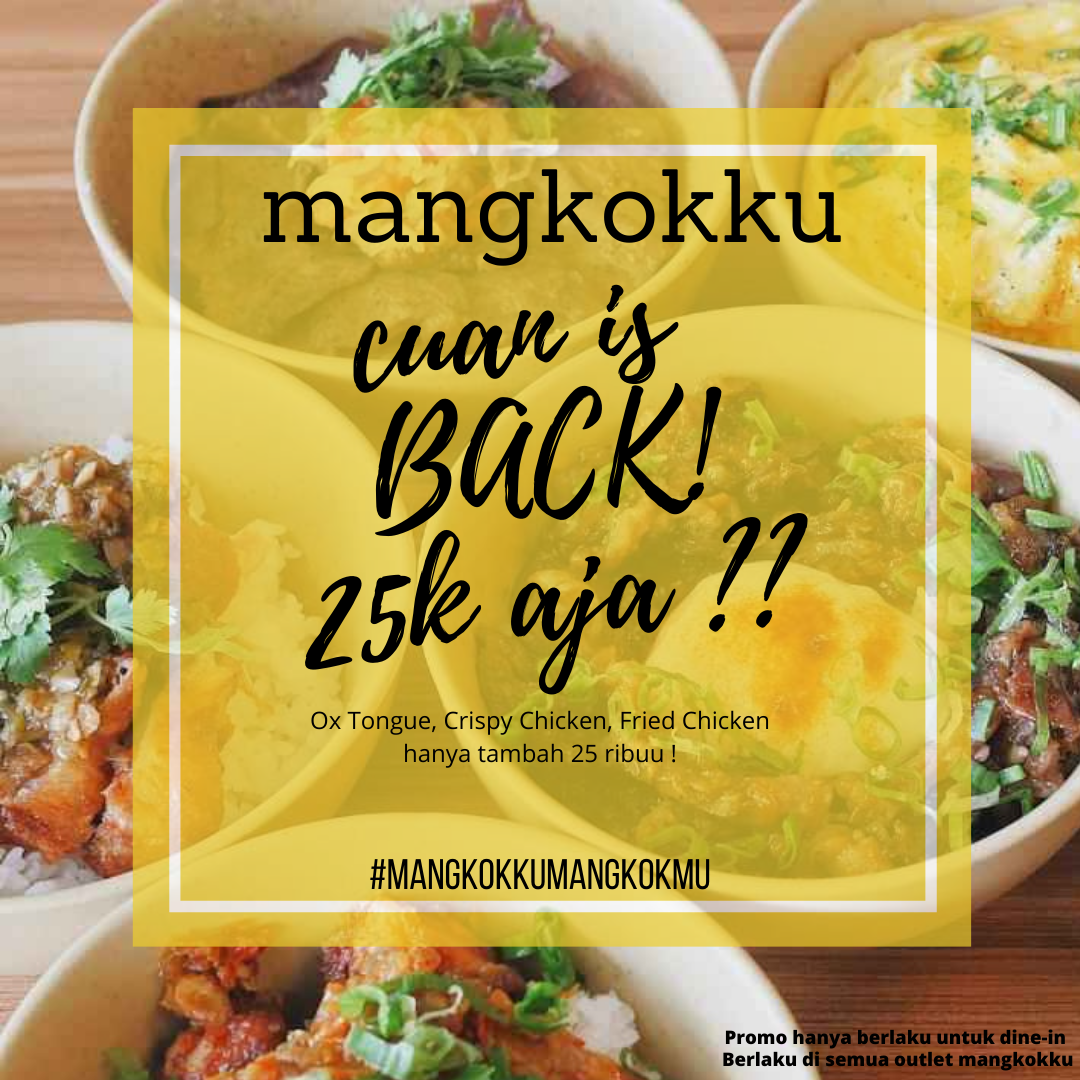 mangkokku
cuan is
BACK!
25k aja ??
Ox Tongue, Crispy Chicken, Fried Chicken
hanya tambah 25 ribuu !
#MANGKOKKUMANGKOKMU
Promo hanya berlaku untuk dine-in
Berlaku di semua outlet mangkokku